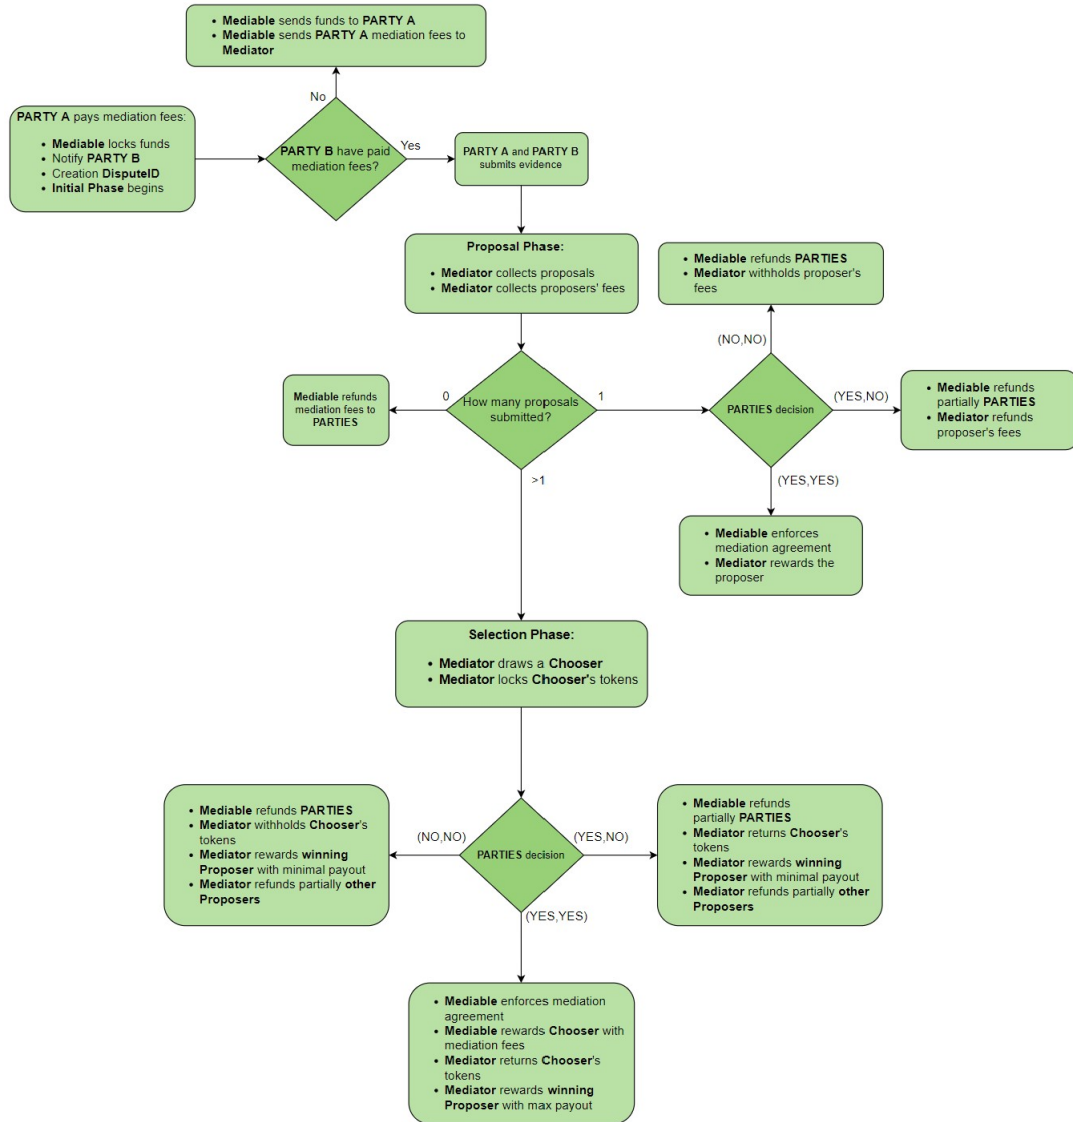 • Mediable sends funds to PARTY A
• Mediable sends PARTY A mediation fees to
Mediator
No
PARTY A pays mediation fees:
• Mediable locks funds
• Notify PARTY B
• Creation DisputeID
• Initial Phase begins
PARTY B have paid
mediation fees?
Yes
PARTY A and PARTY B
submits evidence
Proposal Phase:
• Mediator collects proposals
• Mediator collects proposers' fees
• Mediable refunds PARTIES
• Mediator withholds proposer's
fees
(NO,NO)
Mediable refunds
mediation fees to
PARTIES
0
How many proposals
submitted?
1
PARTIES decision
(YES,NO)
• Mediable refunds
partially PARTIES
• Mediator refunds
proposer's fees
>1
(YES,YES)
• Mediable enforces
mediation agreement
• Mediator rewards the
proposer
Selection Phase:
• Mediator draws a Chooser
• Mediator locks Chooser's tokens
• Mediable refunds PARTIES
• Mediator withholds Chooser's
tokens
• Mediator rewards winning
Proposer with minimal payout
• Mediator refunds partially other
Proposers
(NO,NO)
PARTIES decision
(YES,NO)
• Mediable refunds
partially PARTIES
• Mediator returns Chooser's
tokens
• Mediator rewards winning
Proposer with minimal payout
• Mediator refunds partially other
Proposers
(YES,YES)
• Mediable enforces mediation
agreement
• Mediable rewards Chooser with
mediation fees
• Mediator returns Chooser's
tokens
• Mediator rewards winning
Proposer with max payout